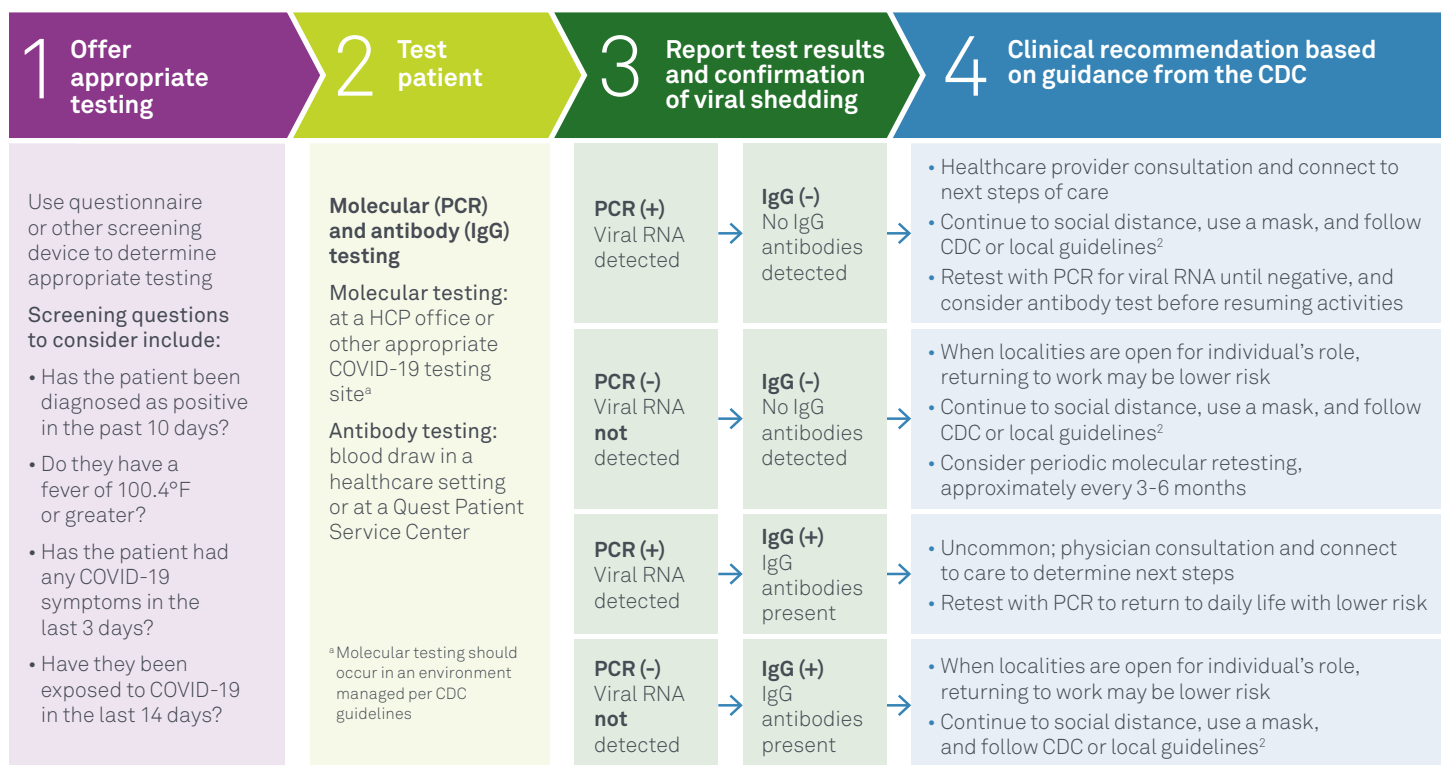 1 Offer
appropriate
testing
2 Test
patient
3 Report test results
and confirmation
of viral shedding
4 Clinical recommendation based
on guidance from the CDC
Use questionnaire
or other screening
device to determine
appropriate testing
Screening questions
to consider include:
• Has the patient been
diagnosed as positive
in the past 10 days?
• Do they have a
fever of 100.4°F
or greater?
• Has the patient had
any COVID-19
symptoms in the
last 3 days?
• Have they been
exposed to COVID-19
in the last 14 days?
Molecular (PCR)
and antibody (IgG)
testing
Molecular testing:
at a HCP office or
other appropriate
COVID-19 testing
siteᵃ
Antibody testing:
blood draw in a
healthcare setting
or at a Quest Patient
Service Center
ᵃ Molecular testing should
occur in an environment
managed per CDC
guidelines
PCR (+)
Viral RNA
detected
IgG (-)
No IgG
antibodies
detected
• Healthcare provider consultation and connect to
next steps of care
• Continue to social distance, use a mask, and follow
CDC or local guidelines²
• Retest with PCR for viral RNA until negative, and
consider antibody test before resuming activities
PCR (-)
Viral RNA
not
detected
IgG (-)
No IgG
antibodies
detected
• When localities are open for individual's role,
returning to work may be lower risk
• Continue to social distance, use a mask, and follow
CDC or local guidelines²
• Consider periodic molecular retesting,
approximately every 3-6 months
PCR (+)
Viral RNA
detected
IgG (+)
IgG
antibodies
present
• Uncommon; physician consultation and connect
to care to determine next steps
• Retest with PCR to return to daily life with lower risk
PCR (-)
Viral RNA
not
detected
IgG (+)
IgG
antibodies
present
• When localities are open for individual's role,
returning to work may be lower risk
• Continue to social distance, use a mask,
and follow CDC or local guidelines²